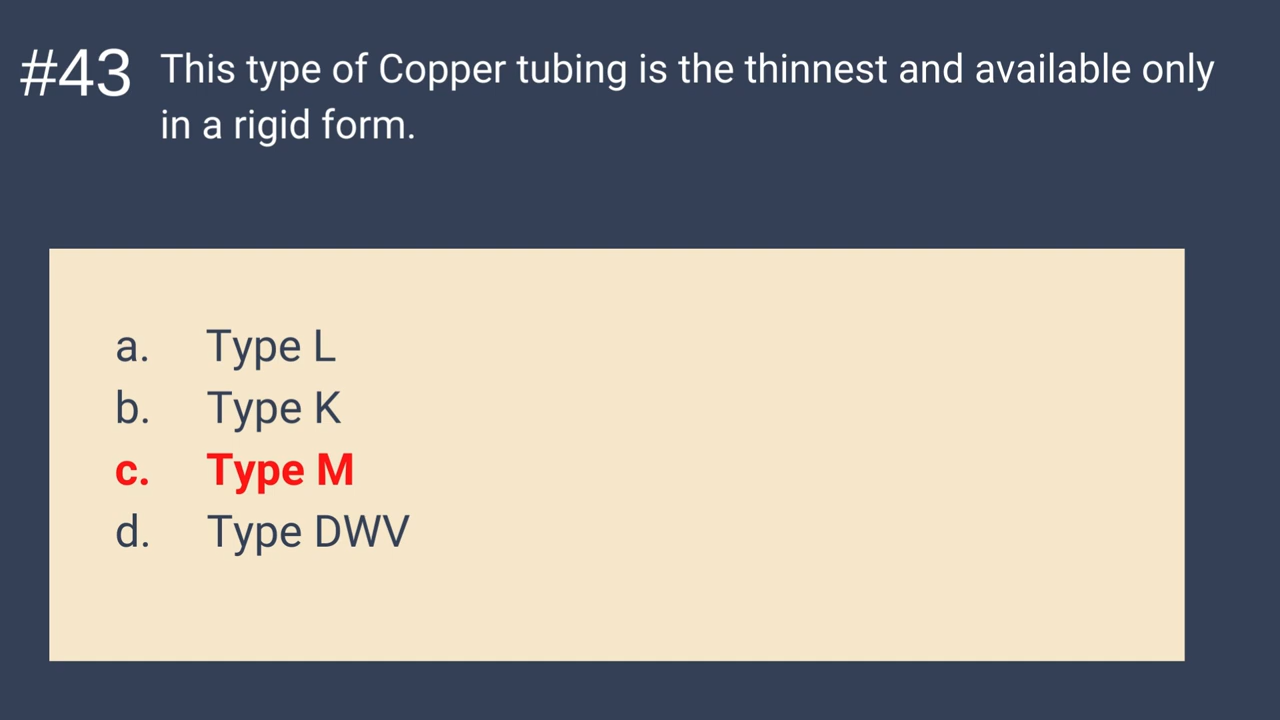 #43 This type of Copper tubing is the thinnest and available only
in a rigid form.
a. Type L
b. Type K
c. Type M
d. Type DWV